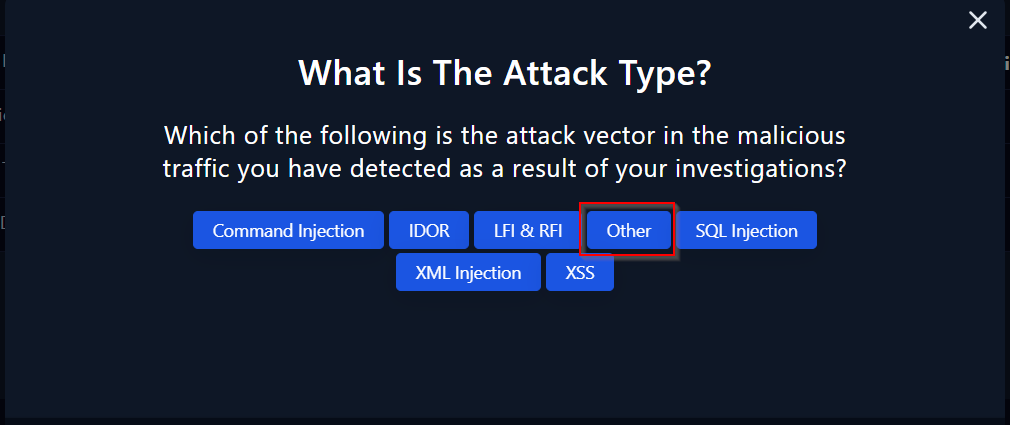 What Is The Attack Type?
Which of the following is the attack vector in the malicious
traffic you have detected as a result of your investigations?
Command Injection IDOR LFI & RFI Other SQL Injection
XML Injection XSS